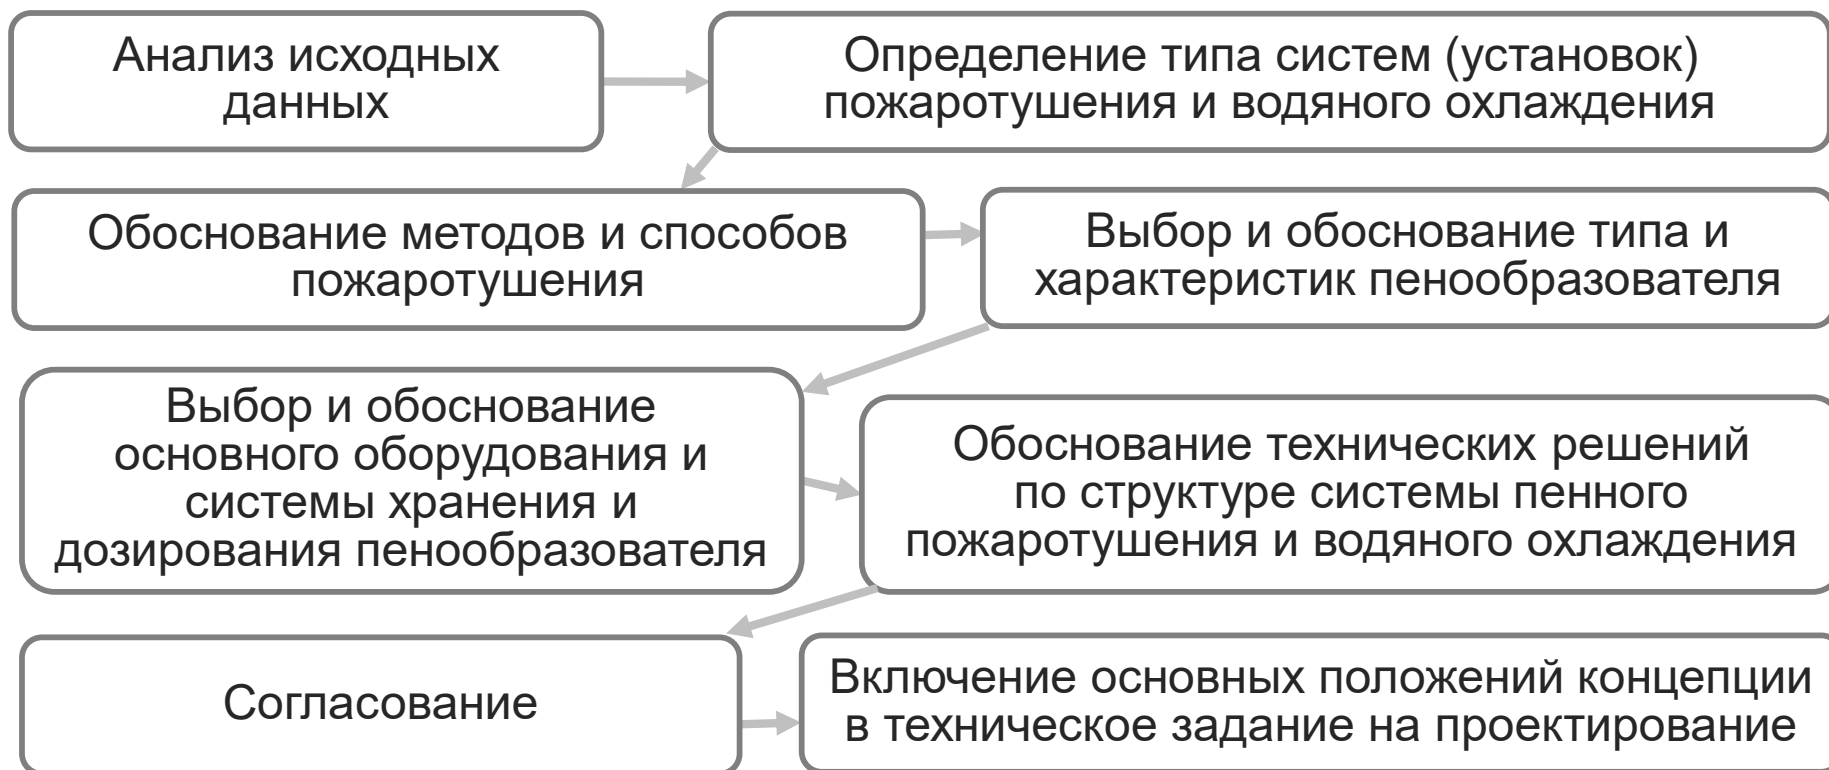 Анализ исходных
данных
Определение типа систем (установок)
пожаротушения и водяного охлаждения
Обоснование методов и способов
пожаротушения
Выбор и обоснование типа и
характеристик пенообразователя
Выбор и обоснование
основного оборудования и
системы хранения и
дозирования пенообразователя
Обоснование технических решений
по структуре системы пенного
пожаротушения и водяного охлаждения
Согласование
Включение основных положений концепции
в техническое задание на проектирование